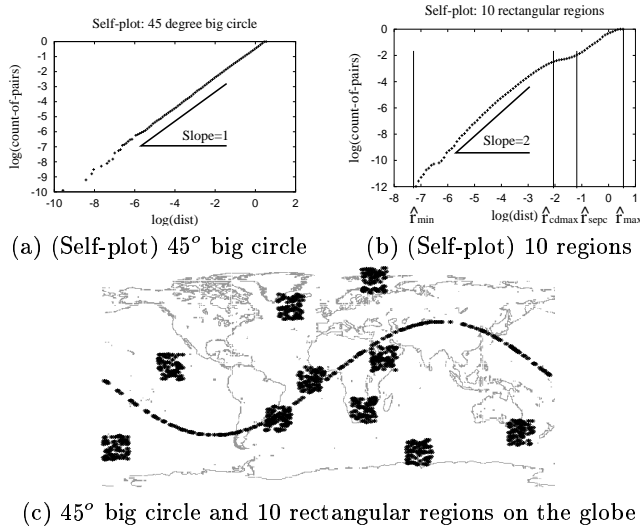 Self-plot: 45 degree big circle
0
-1
-2
-3
-4
-5
-6
-7
-8
-9
-10
log(count-of-pairs)
Slope=1
-10 -8 -6 -4 -2 0 2
log(dist)
(a) (Self-plot) 45° big circle
Self-plot: 10 rectangular regions
0
-2
-4
-6
-8
-10
-12
log(count-of-pairs)
Slope=2
-8 -7 -6 -5 -4 -3 -2 -1 0 1 2
r̂min log(dist) r̂cdmax r̂sepc r̂max
(b) (Self-plot) 10 regions
(c) 45° big circle and 10 rectangular regions on the globe